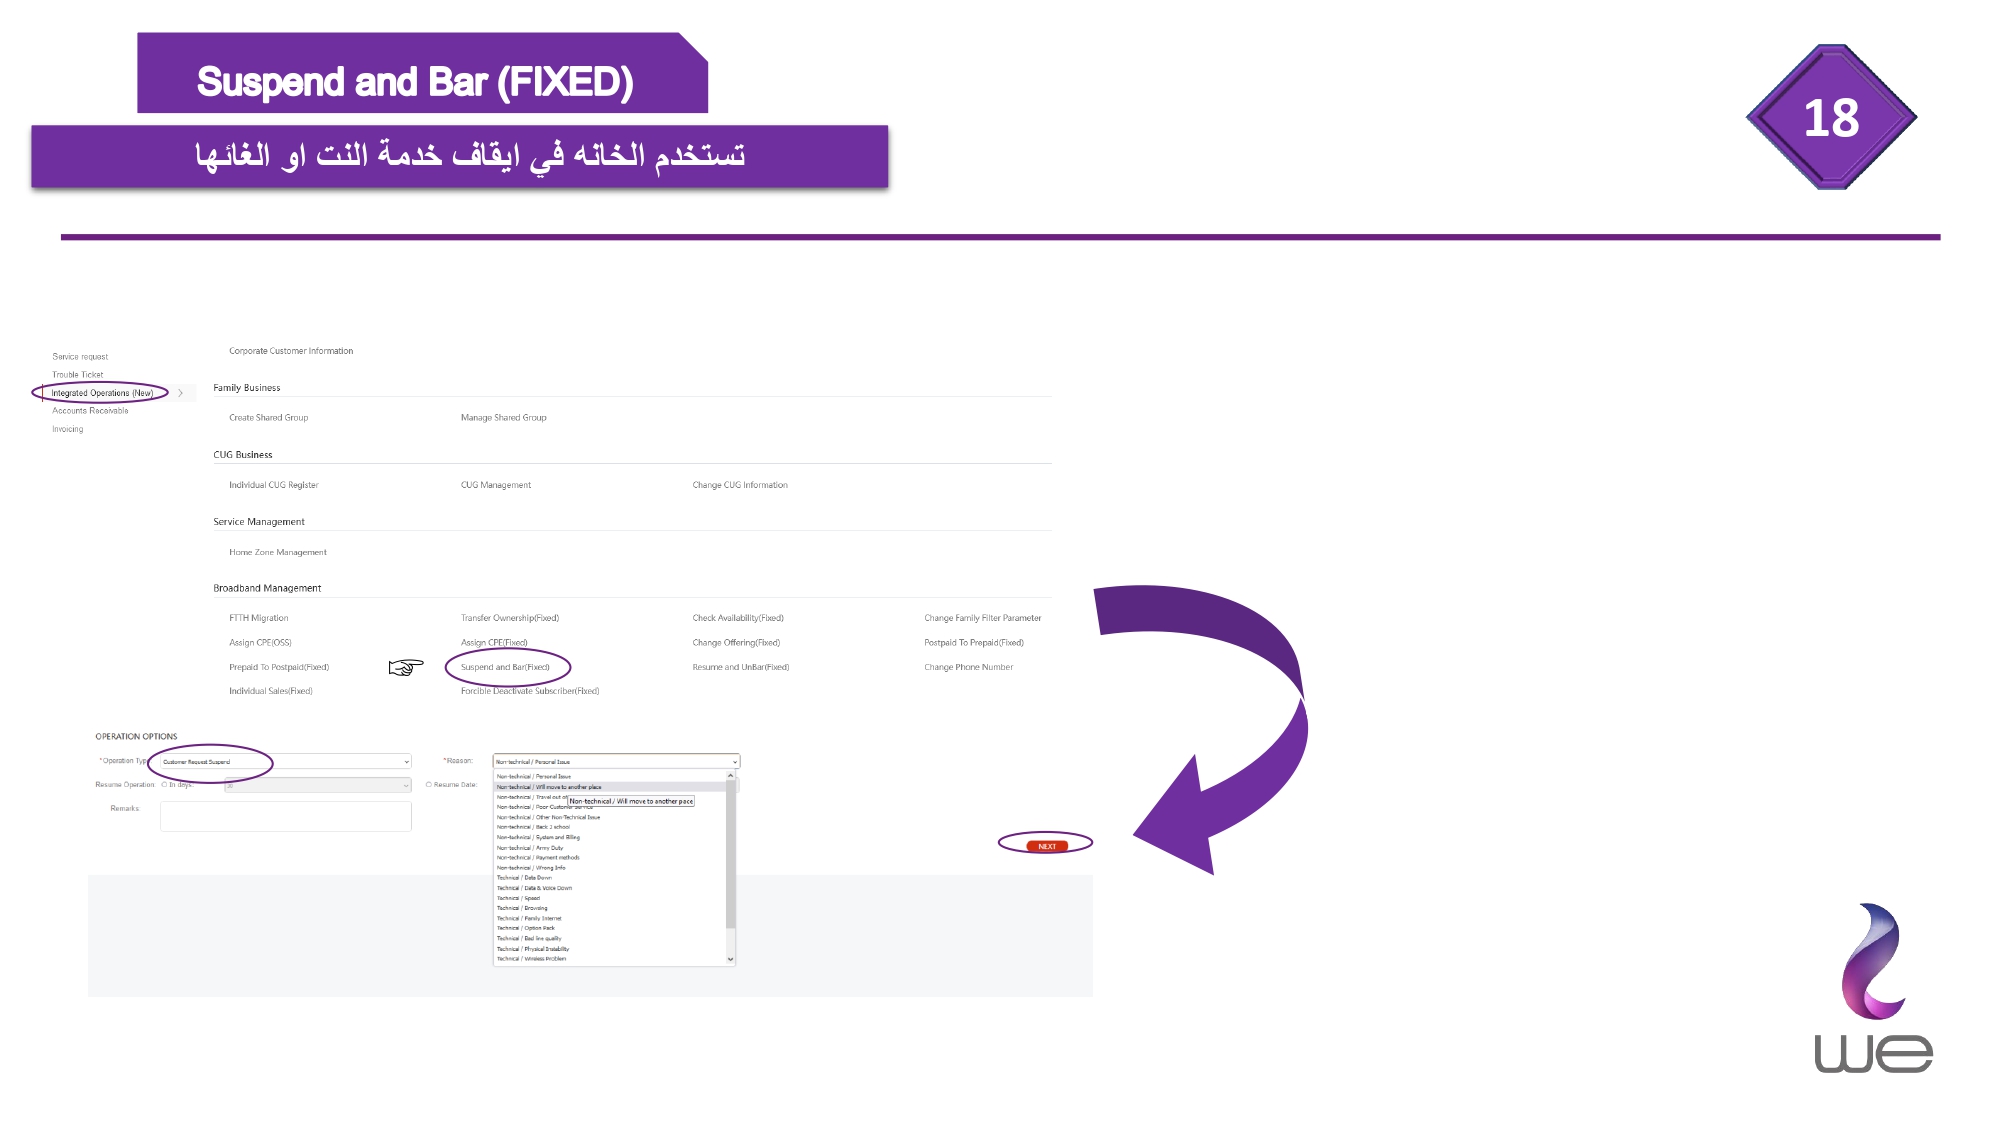 Suspend and Bar (FIXED)
18
تستخدم الخانه في ايقاف خدمة النت او الغائها
Service request
Trouble Ticket
Integrated Operations (New)
Accounts Receivable
Invoicing
Corporate Customer Information
Family Business
Create Shared Group Manage Shared Group
CUG Business
Individual CUG Register CUG Management Change CUG Information
Service Management
Home Zone Management
Broadband Management
FTTH Migration Transfer Ownership(Fixed) Check Availability(Fixed) Change Family Filter Parameter
Assign CPE(OSS) Assign CPE(Fixed) Change Offering(Fixed) Postpaid To Prepaid(Fixed)
Prepaid To Postpaid(Fixed) Suspend and Bar(Fixed) Resume and UnBar(Fixed) Change Phone Number
Individual Sales(Fixed) Forcible Deactivate Subscriber(Fixed)
OPERATION OPTIONS
*Operation Typ Customer Request Suspend *Reason: Non-technical / Personal Issue
Resume Operation In days: 30 Resume Date:
Remarks
Non-technical / Personal Issue
Non-technical / Will move to another place
Non-technical / Travel out of
Non-technical / Will move to another pace
Non-technical / Poor Customer Service
Non-technical / Other Non-Technical Issue
Non-technical / Back 2 school
Non-technical / System and Billing
Non-technical / Army Duty
Non-technical / Payment methods
Non-technical / Wrong Info
Technical / Data Down
Technical / Data & Voice Down
Technical / Speed
Technical / Browsing
Technical / Family Internet
Technical / Option Pack
Technical / Bad line quality
Technical / Physical Instability
Technical / Wireless Problem
NEXT
we